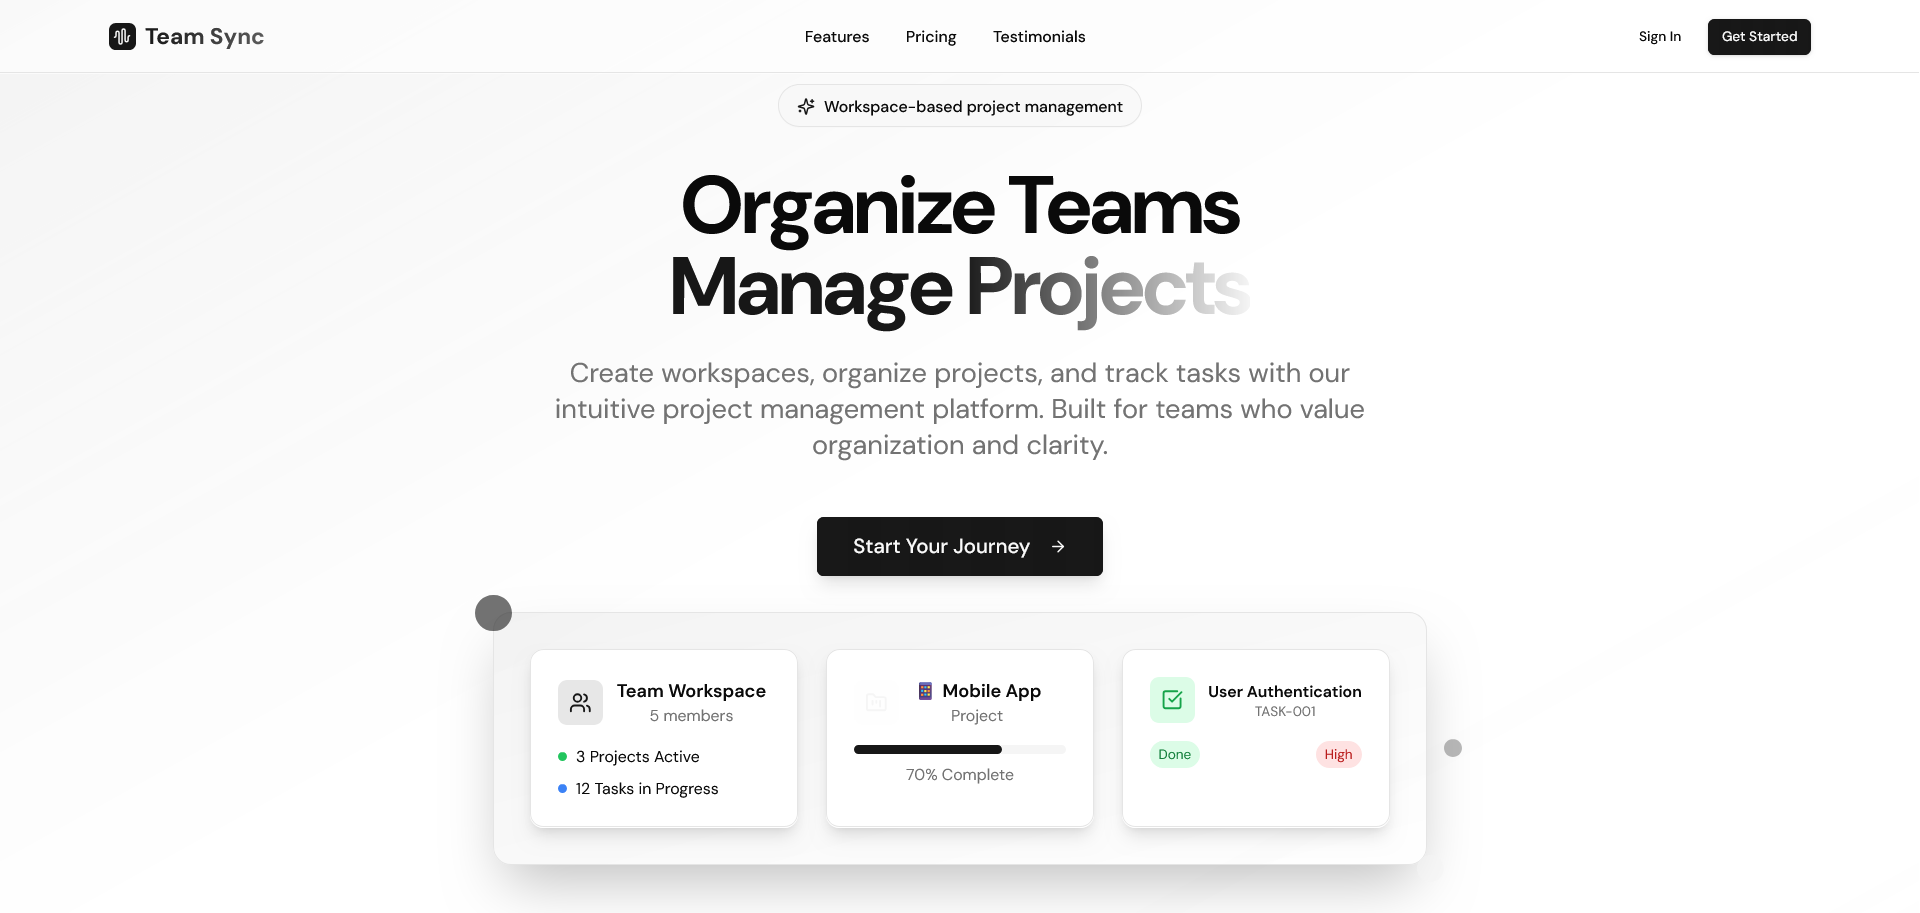 Team Sync
Features
Pricing
Testimonials
Sign In
Get Started
Workspace-based project management
Organize Teams
Manage Projects
Create workspaces, organize projects, and track tasks with our
intuitive project management platform. Built for teams who value
organization and clarity.
Start Your Journey
Team Workspace
5 members
3 Projects Active
12 Tasks in Progress
Mobile App
Project
70% Complete
User Authentication
TASK-001
Done
High